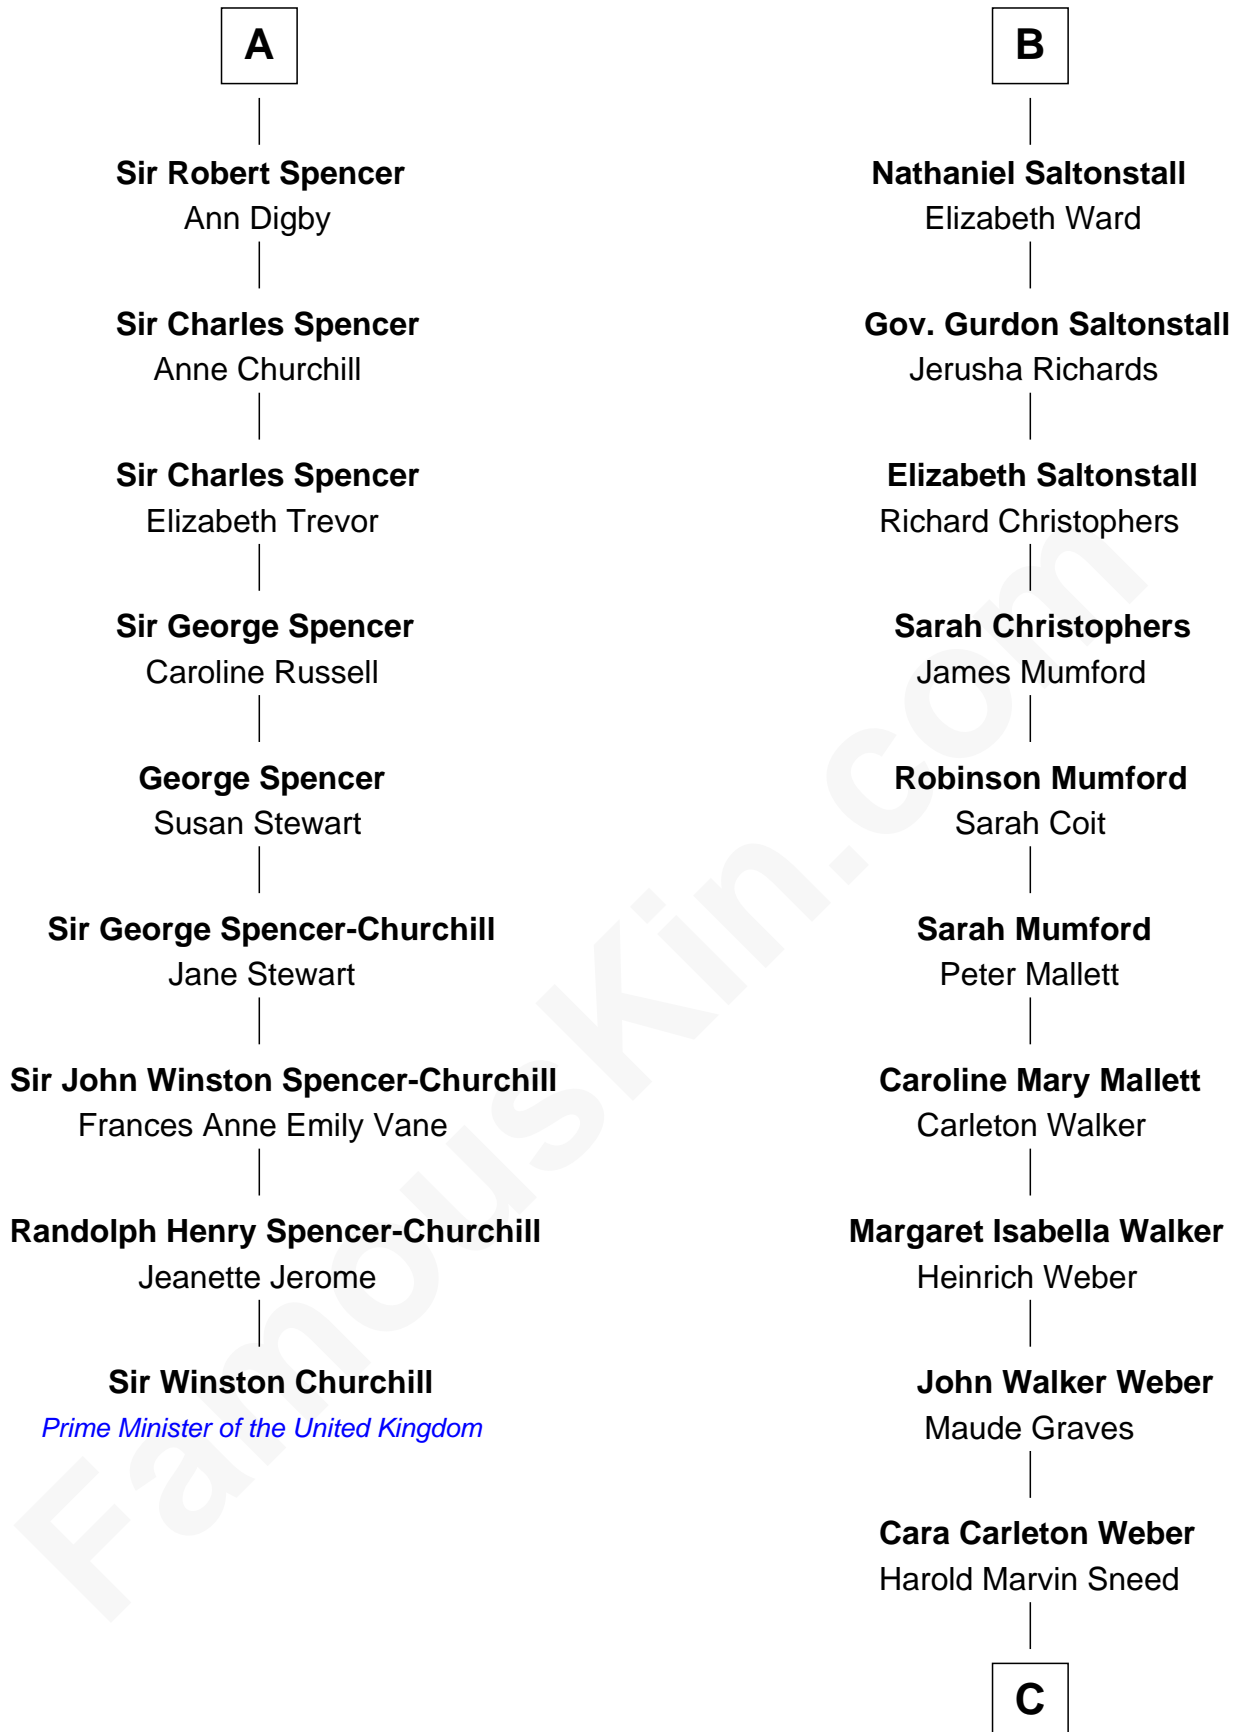 A
Sir Robert Spencer
Ann Digby
Sir Charles Spencer
Anne Churchill
Sir Charles Spencer
Elizabeth Trevor
Sir George Spencer
Caroline Russell
George Spencer
Susan Stewart
Sir George Spencer-Churchill
Jane Stewart
Sir John Winston Spencer-Churchill
Frances Anne Emily Vane
Randolph Henry Spencer-Churchill
Jeanette Jerome
Sir Winston Churchill
Prime Minister of the United Kingdom
B
Nathaniel Saltonstall
Elizabeth Ward
Gov. Gurdon Saltonstall
Jerusha Richards
Elizabeth Saltonstall
Richard Christophers
Sarah Christophers
James Mumford
Robinson Mumford
Sarah Coit
Sarah Mumford
Peter Mallett
Caroline Mary Mallett
Carleton Walker
Margaret Isabella Walker
Heinrich Weber
John Walker Weber
Maude Graves
Cara Carleton Weber
Harold Marvin Sneed
C
FamousKin.com